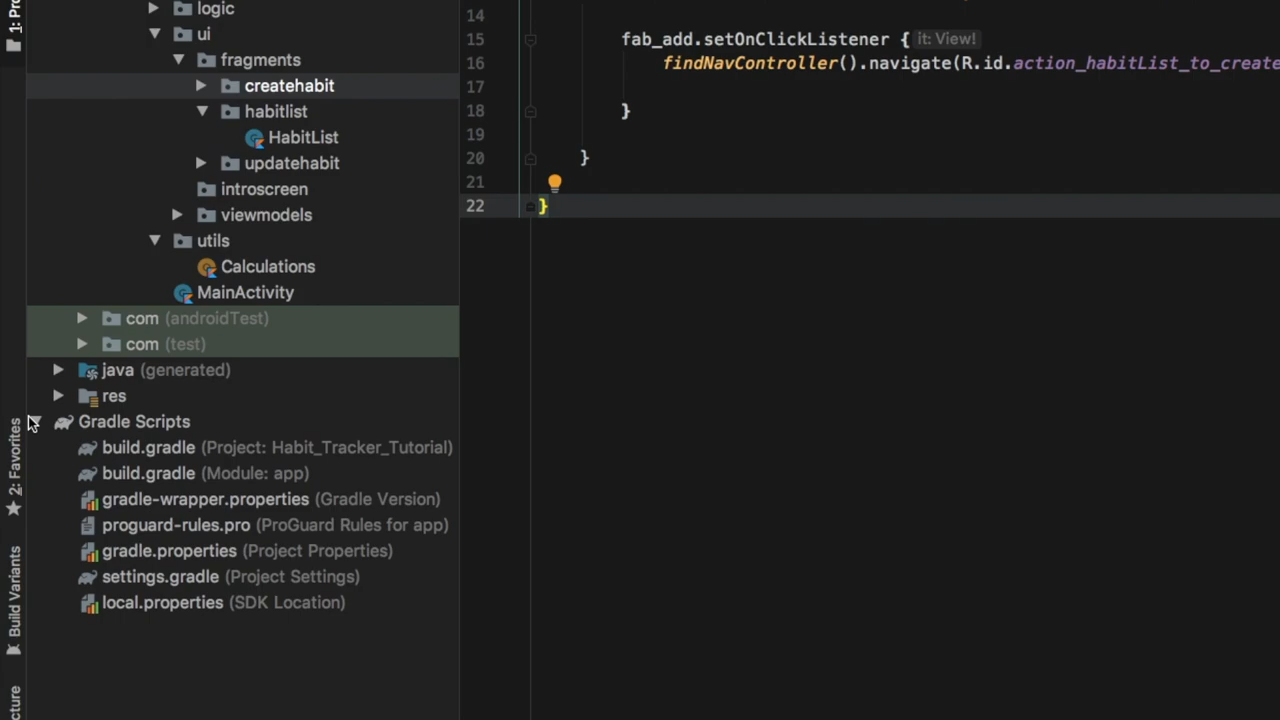 1: Pro
logic
ui
fragments
createhabit
habitlist
HabitList
updatehabit
introscreen
viewmodels
utils
Calculations
MainActivity
com (androidTest)
com (test)
java (generated)
res
Gradle Scripts
build.gradle (Project: Habit_Tracker_Tutorial)
build.gradle (Module: app)
gradle-wrapper.properties (Gradle Version)
proguard-rules.pro (ProGuard Rules for app)
gradle.properties (Project Properties)
settings.gradle (Project Settings)
local.properties (SDK Location)
2: Favorites
Build Variants
cture
14
15 fab_add.setOnClickListener { it: View!
16 findNavController().navigate(R.id.action_habitList_to_create
17
18 }
19
20 }
21
22 }